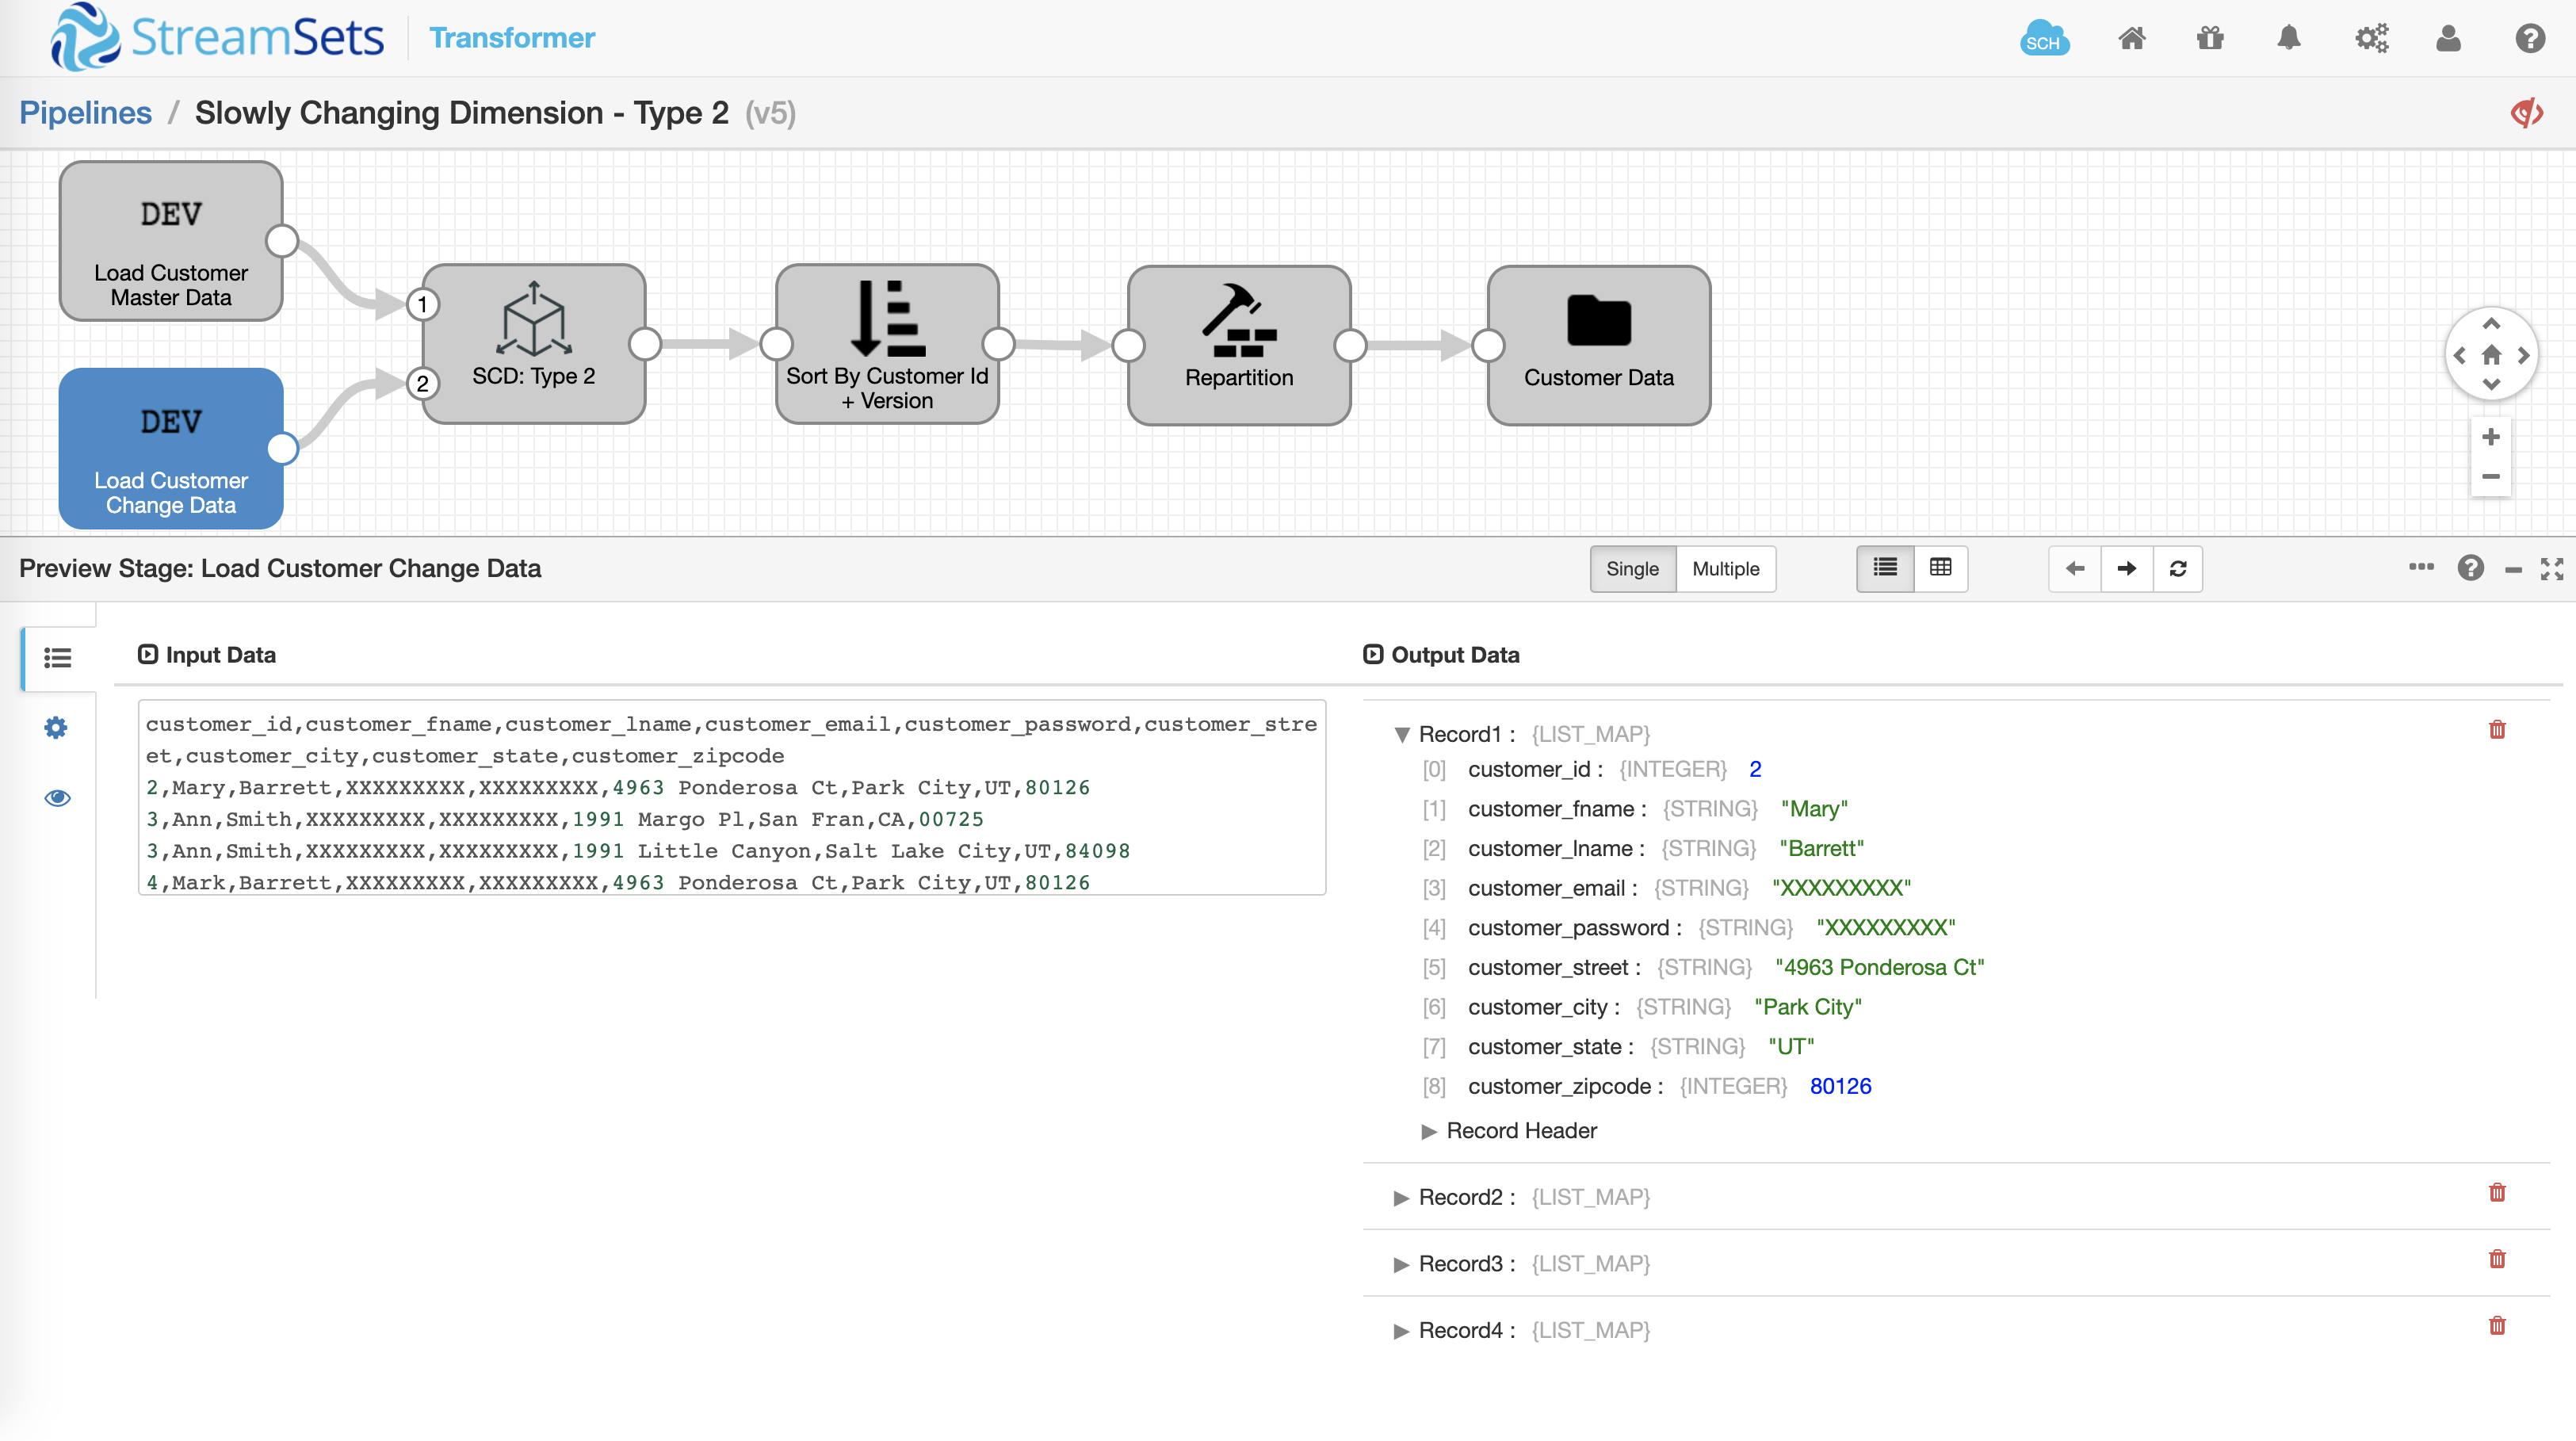 StreamSets Transformer
SCH
Pipelines / Slowly Changing Dimension - Type 2 (v5)
DEV
Load Customer
Master Data
DEV
Load Customer
Change Data
1
2
SCD: Type 2
Sort By Customer Id
+ Version
Repartition
Customer Data
Preview Stage: Load Customer Change Data
Single Multiple
Input Data
customer_id,customer_fname,customer_lname,customer_email,customer_password,customer_stre
et,customer_city,customer_state,customer_zipcode
2,Mary,Barrett,XXXXXXXXX,XXXXXXXXX,4963 Ponderosa Ct,Park City,UT,80126
3,Ann,Smith,XXXXXXXXX,XXXXXXXXX,1991 Margo Pl,San Fran,CA,00725
3,Ann,Smith,XXXXXXXXX,XXXXXXXXX,1991 Little Canyon,Salt Lake City,UT,84098
4,Mark,Barrett,XXXXXXXXX,XXXXXXXXX,4963 Ponderosa Ct,Park City,UT,80126
Output Data
Record1 : {LIST_MAP}
[0] customer_id : {INTEGER} 2
[1] customer_fname : {STRING} "Mary"
[2] customer_lname : {STRING} "Barrett"
[3] customer_email : {STRING} "XXXXXXXXX"
[4] customer_password : {STRING} "XXXXXXXXX"
[5] customer_street : {STRING} "4963 Ponderosa Ct"
[6] customer_city : {STRING} "Park City"
[7] customer_state : {STRING} "UT"
[8] customer_zipcode : {INTEGER} 80126
Record Header
Record2 : {LIST_MAP}
Record3 : {LIST_MAP}
Record4 : {LIST_MAP}